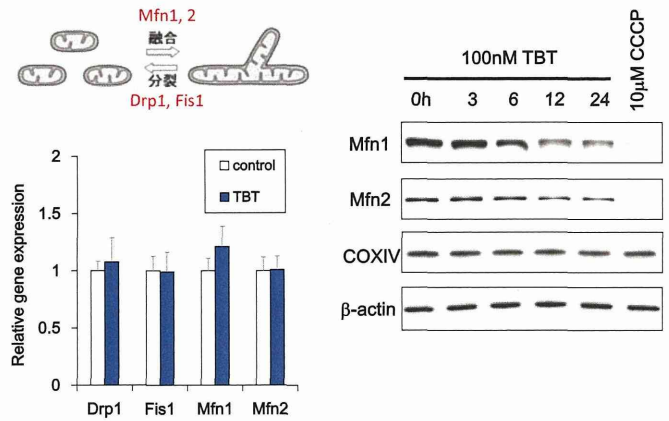 Mfn1, 2
融合
分裂
Drp1, Fis1
Relative gene expression
2
1.5
1
0.5
0
control
TBT
Drp1 Fis1 Mfn1 Mfn2
100nM TBT
10μM CCCP
0h 3 6 12 24
Mfn1
Mfn2
COXIV
β-actin